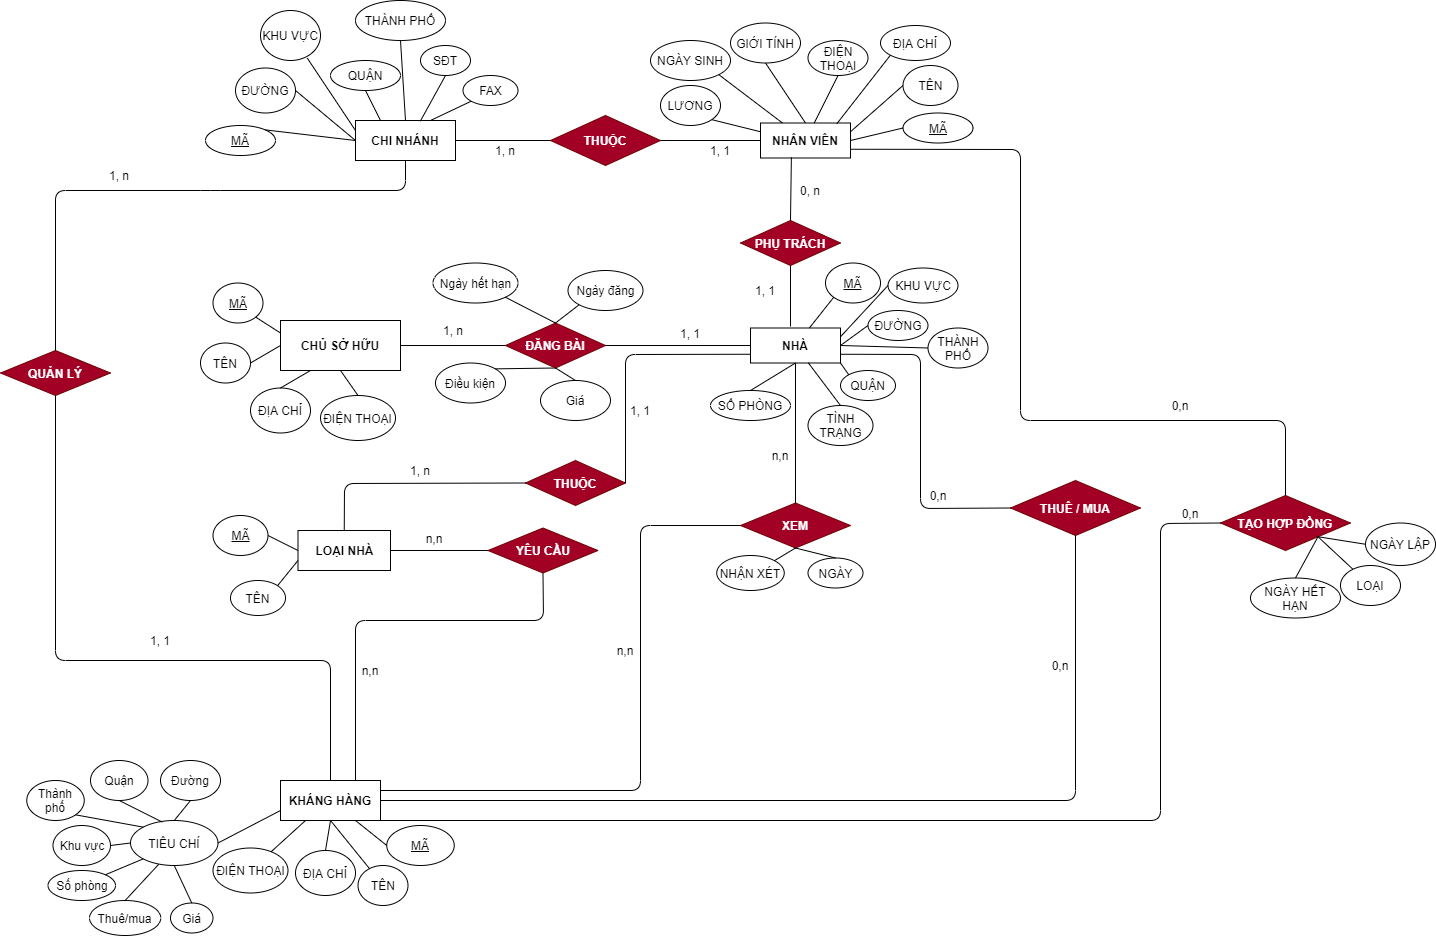 THÀNH PHỐ
KHU VỰC
SĐT
QUẬN
FAX
ĐƯỜNG
MÃ
CHI NHÁNH
1, n
THUỘC
1, 1
GIỚI TÍNH
ĐỊA CHỈ
NGÀY SINH
ĐIỆN
THOẠI
TÊN
LƯƠNG
MÃ
NHÂN VIÊN
1, n
0, n
PHỤ TRÁCH
1, 1
Ngày hết hạn
Ngày đăng
MÃ
KHU VỰC
MÃ
ĐƯỜNG
THÀNH
PHỐ
CHỦ SỞ HỮU
1, n
ĐĂNG BÀI
1, 1
NHÀ
TÊN
QUẢN LÝ
Điều kiện
Giá
QUẬN
ĐỊA CHỈ
ĐIỆN THOẠI
SỐ PHÒNG
TÌNH
TRẠNG
1, 1
0,n
n,n
1, n
THUỘC
0,n
THUÊ / MUA
0,n
TẠO HỢP ĐỒNG
XEM
MÃ
LOẠI NHÀ
n,n
YÊU CẦU
NHẬN XÉT
NGÀY
NGÀY LẬP
LOẠI
NGÀY HẾT
HẠN
TÊN
1, 1
n,n
n,n
0,n
Quận
Đường
Thành
phố
KHÁNG HÀNG
TIÊU CHÍ
Khu vực
MÃ
ĐIỆN THOẠI
ĐỊA CHỈ
TÊN
Số phòng
Thuê/mua
Giá